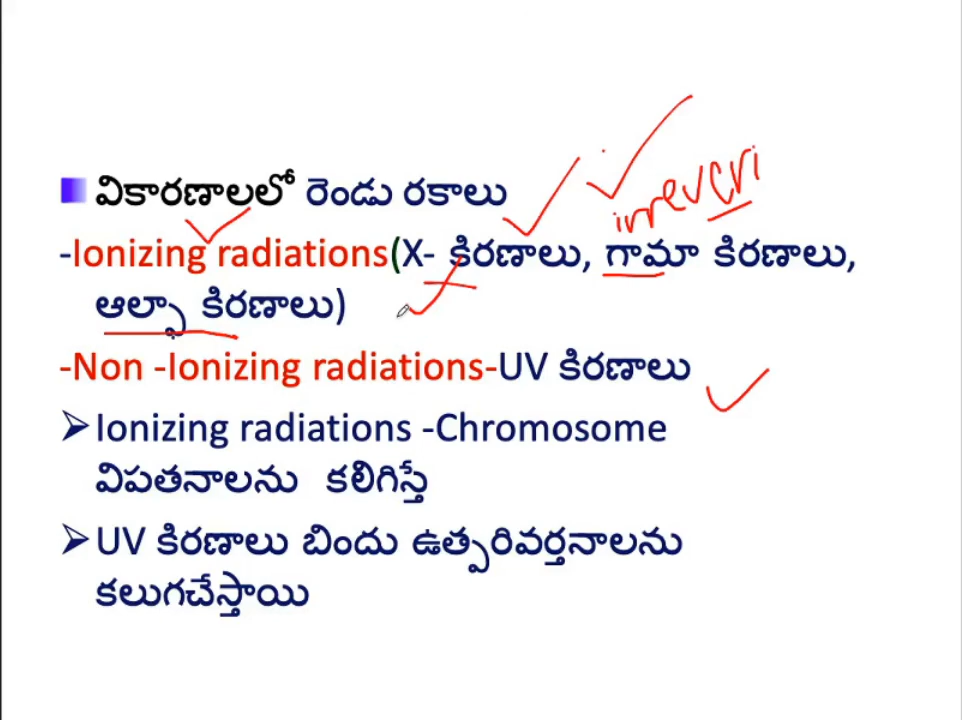 వికారణాలలో రెండు రకాలు
irrev
-Ionizing radiations(X- కిరణాలు, గామా కిరణాలు,
ఆల్ఫా కిరణాలు)
-Non -Ionizing radiations-UV కిరణాలు
Ionizing radiations -Chromosome
విపతనాలను కలిగిస్తే
UV కిరణాలు బిందు ఉత్పరివర్తనాలను
కలుగచేస్తాయి